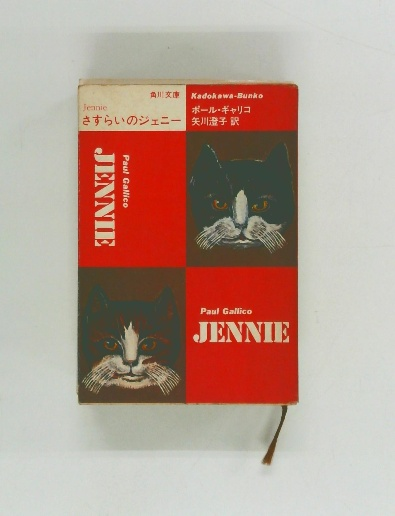 角川文庫
Kadokawa-Bunko
Jennie
さすらいのジェニー
ポール・ギャリコ
矢川澄子 訳
Paul Gallico
JENNIE
Paul Gallico
JENNIE